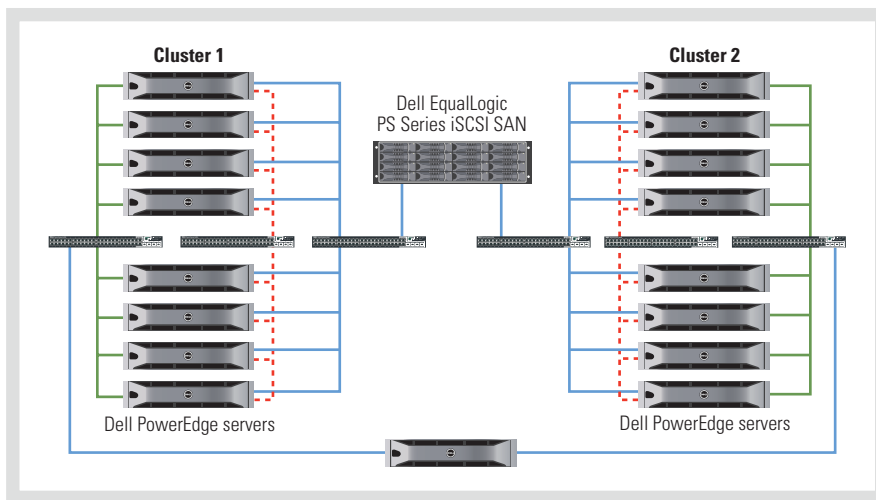 Cluster 1
Cluster 2
Dell EqualLogic
PS Series iSCSI SAN
Dell PowerEdge servers
Dell PowerEdge servers